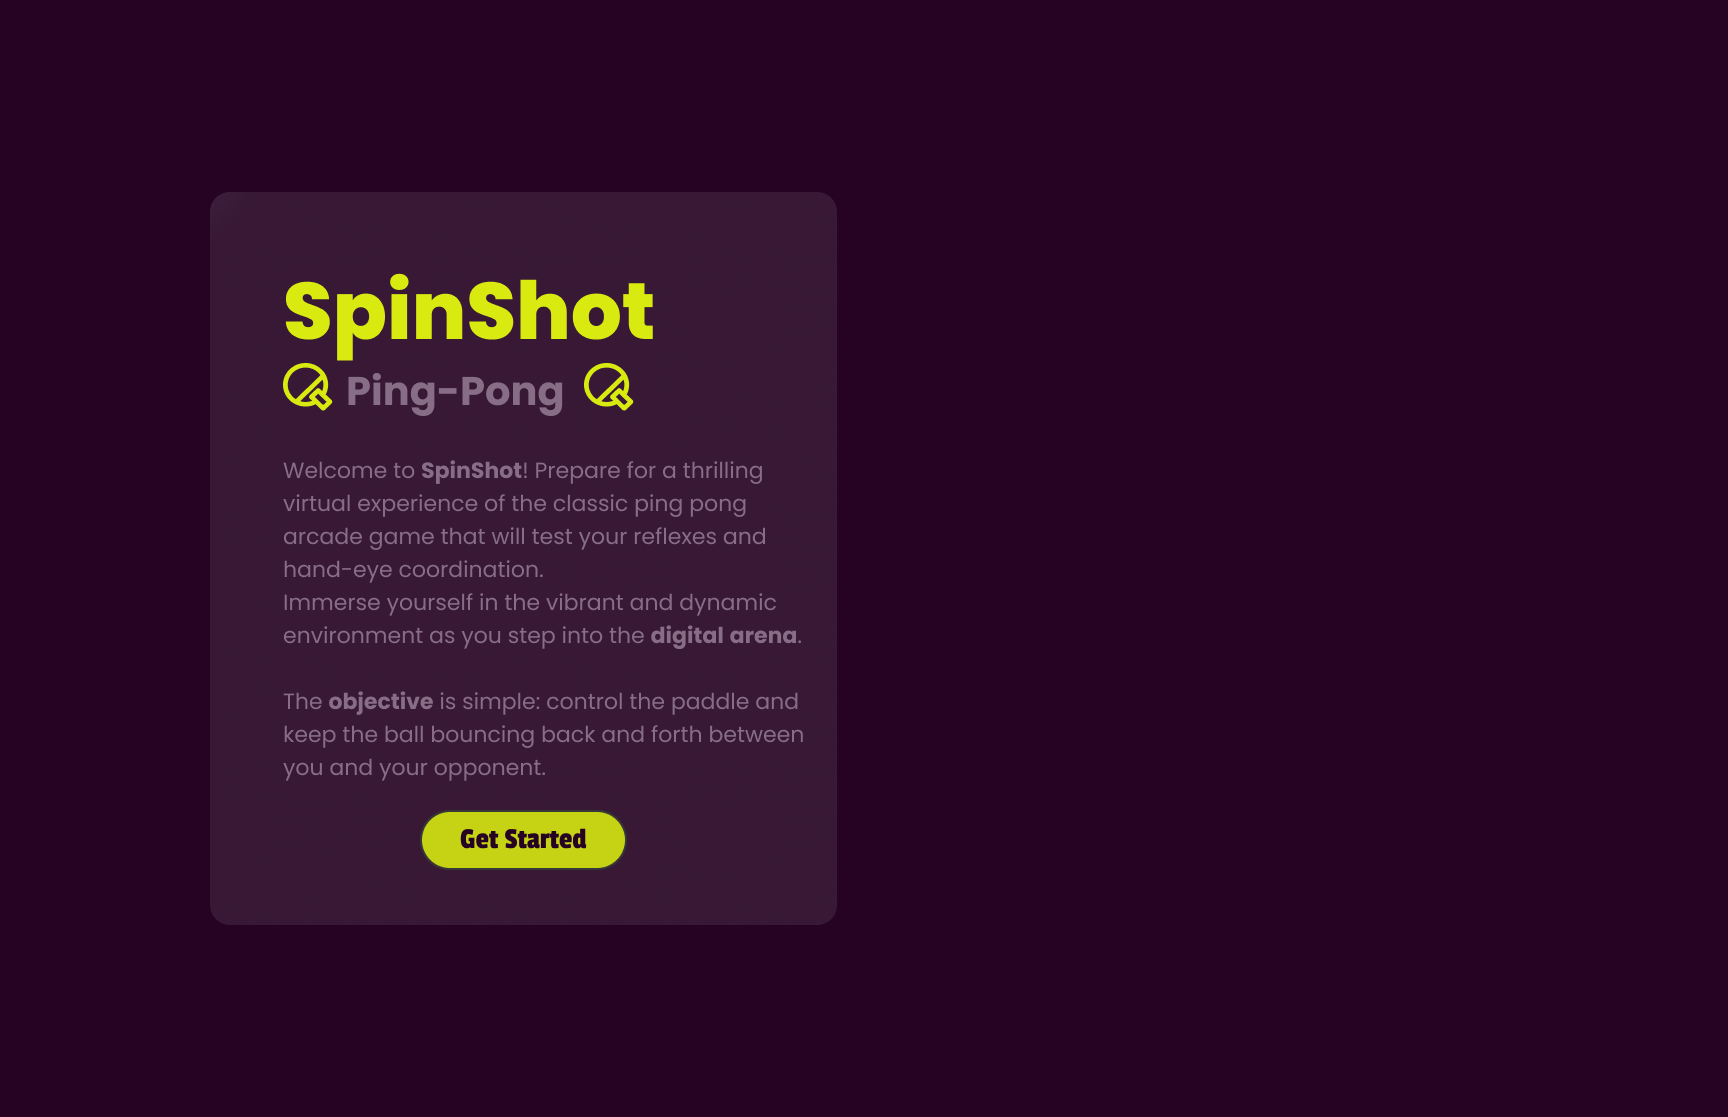 SpinShot
Ping-Pong
Welcome to SpinShot! Prepare for a thrilling
virtual experience of the classic ping pong
arcade game that will test your reflexes and
hand-eye coordination.
Immerse yourself in the vibrant and dynamic
environment as you step into the digital arena.
The objective is simple: control the paddle and
keep the ball bouncing back and forth between
you and your opponent.
Get Started